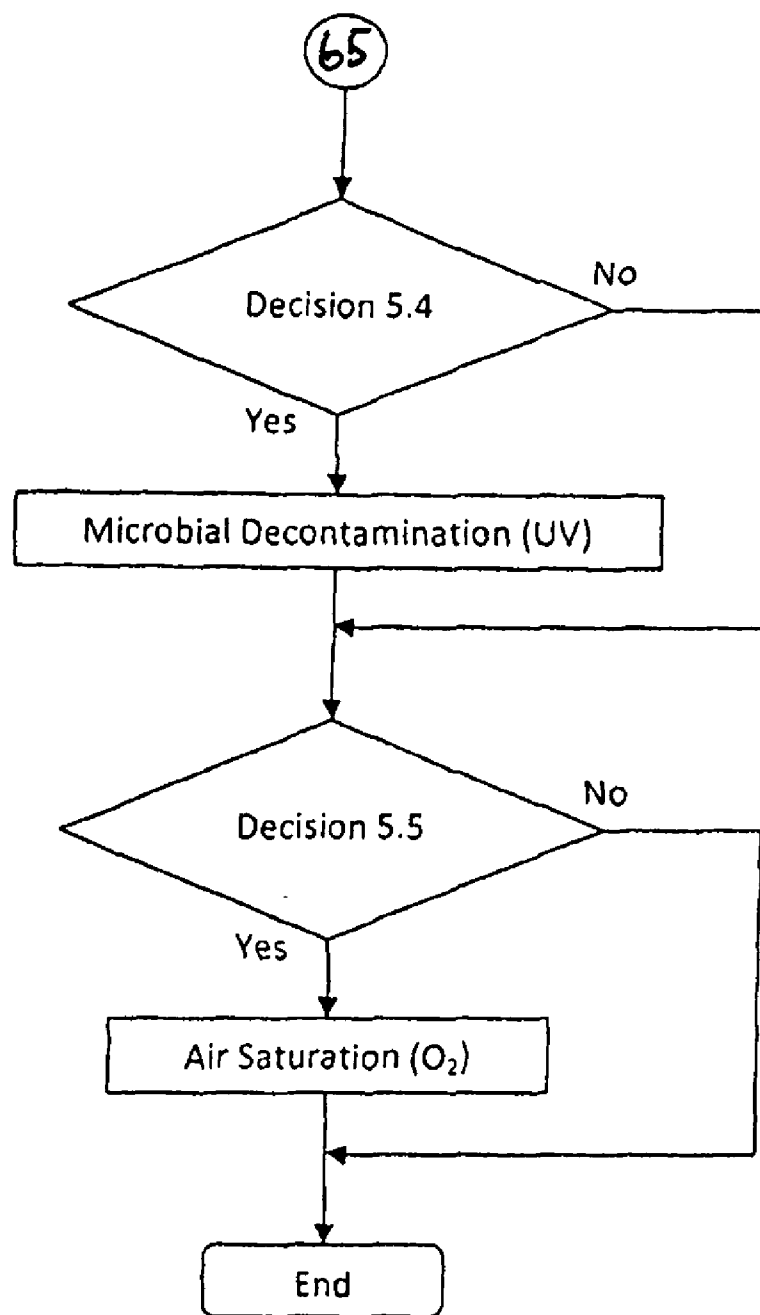 65
Decision 5.4
No
Yes
Microbial Decontamination (UV)
Decision 5.5
No
Yes
Air Saturation (O₂)
End